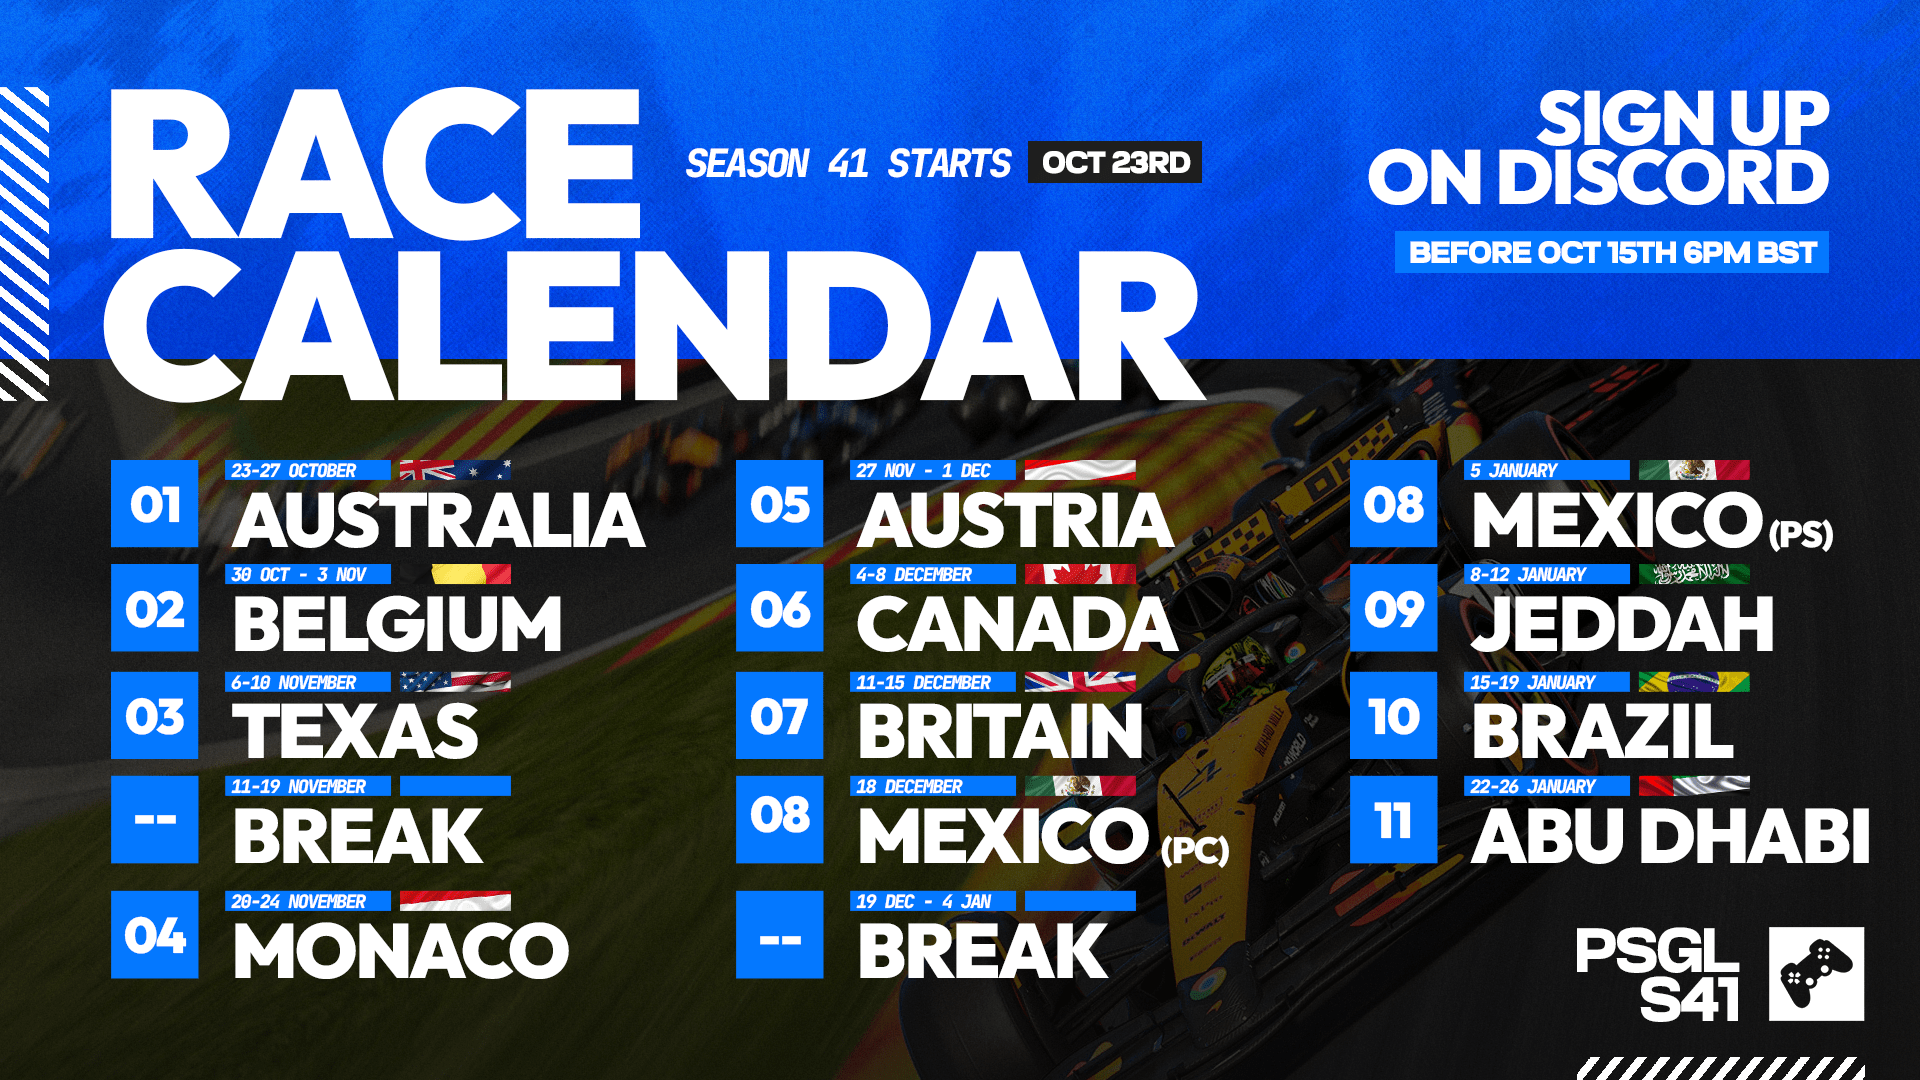 RACE
CALENDAR
SEASON 41 STARTS OCT 23RD
SIGN UP
ON DISCORD
BEFORE OCT 15TH 6PM BST
01
23-27 OCTOBER
AUSTRALIA
02
30 OCT - 3 NOV
BELGIUM
03
6-10 NOVEMBER
TEXAS
--
11-19 NOVEMBER
BREAK
04
20-24 NOVEMBER
MONACO
05
27 NOV - 1 DEC
AUSTRIA
06
4-8 DECEMBER
CANADA
07
11-15 DECEMBER
BRITAIN
08
18 DECEMBER
MEXICO (PC)
--
19 DEC - 4 JAN
BREAK
08
5 JANUARY
MEXICO (PS)
09
8-12 JANUARY
JEDDAH
10
15-19 JANUARY
BRAZIL
11
22-26 JANUARY
ABU DHABI
PSGL
S41